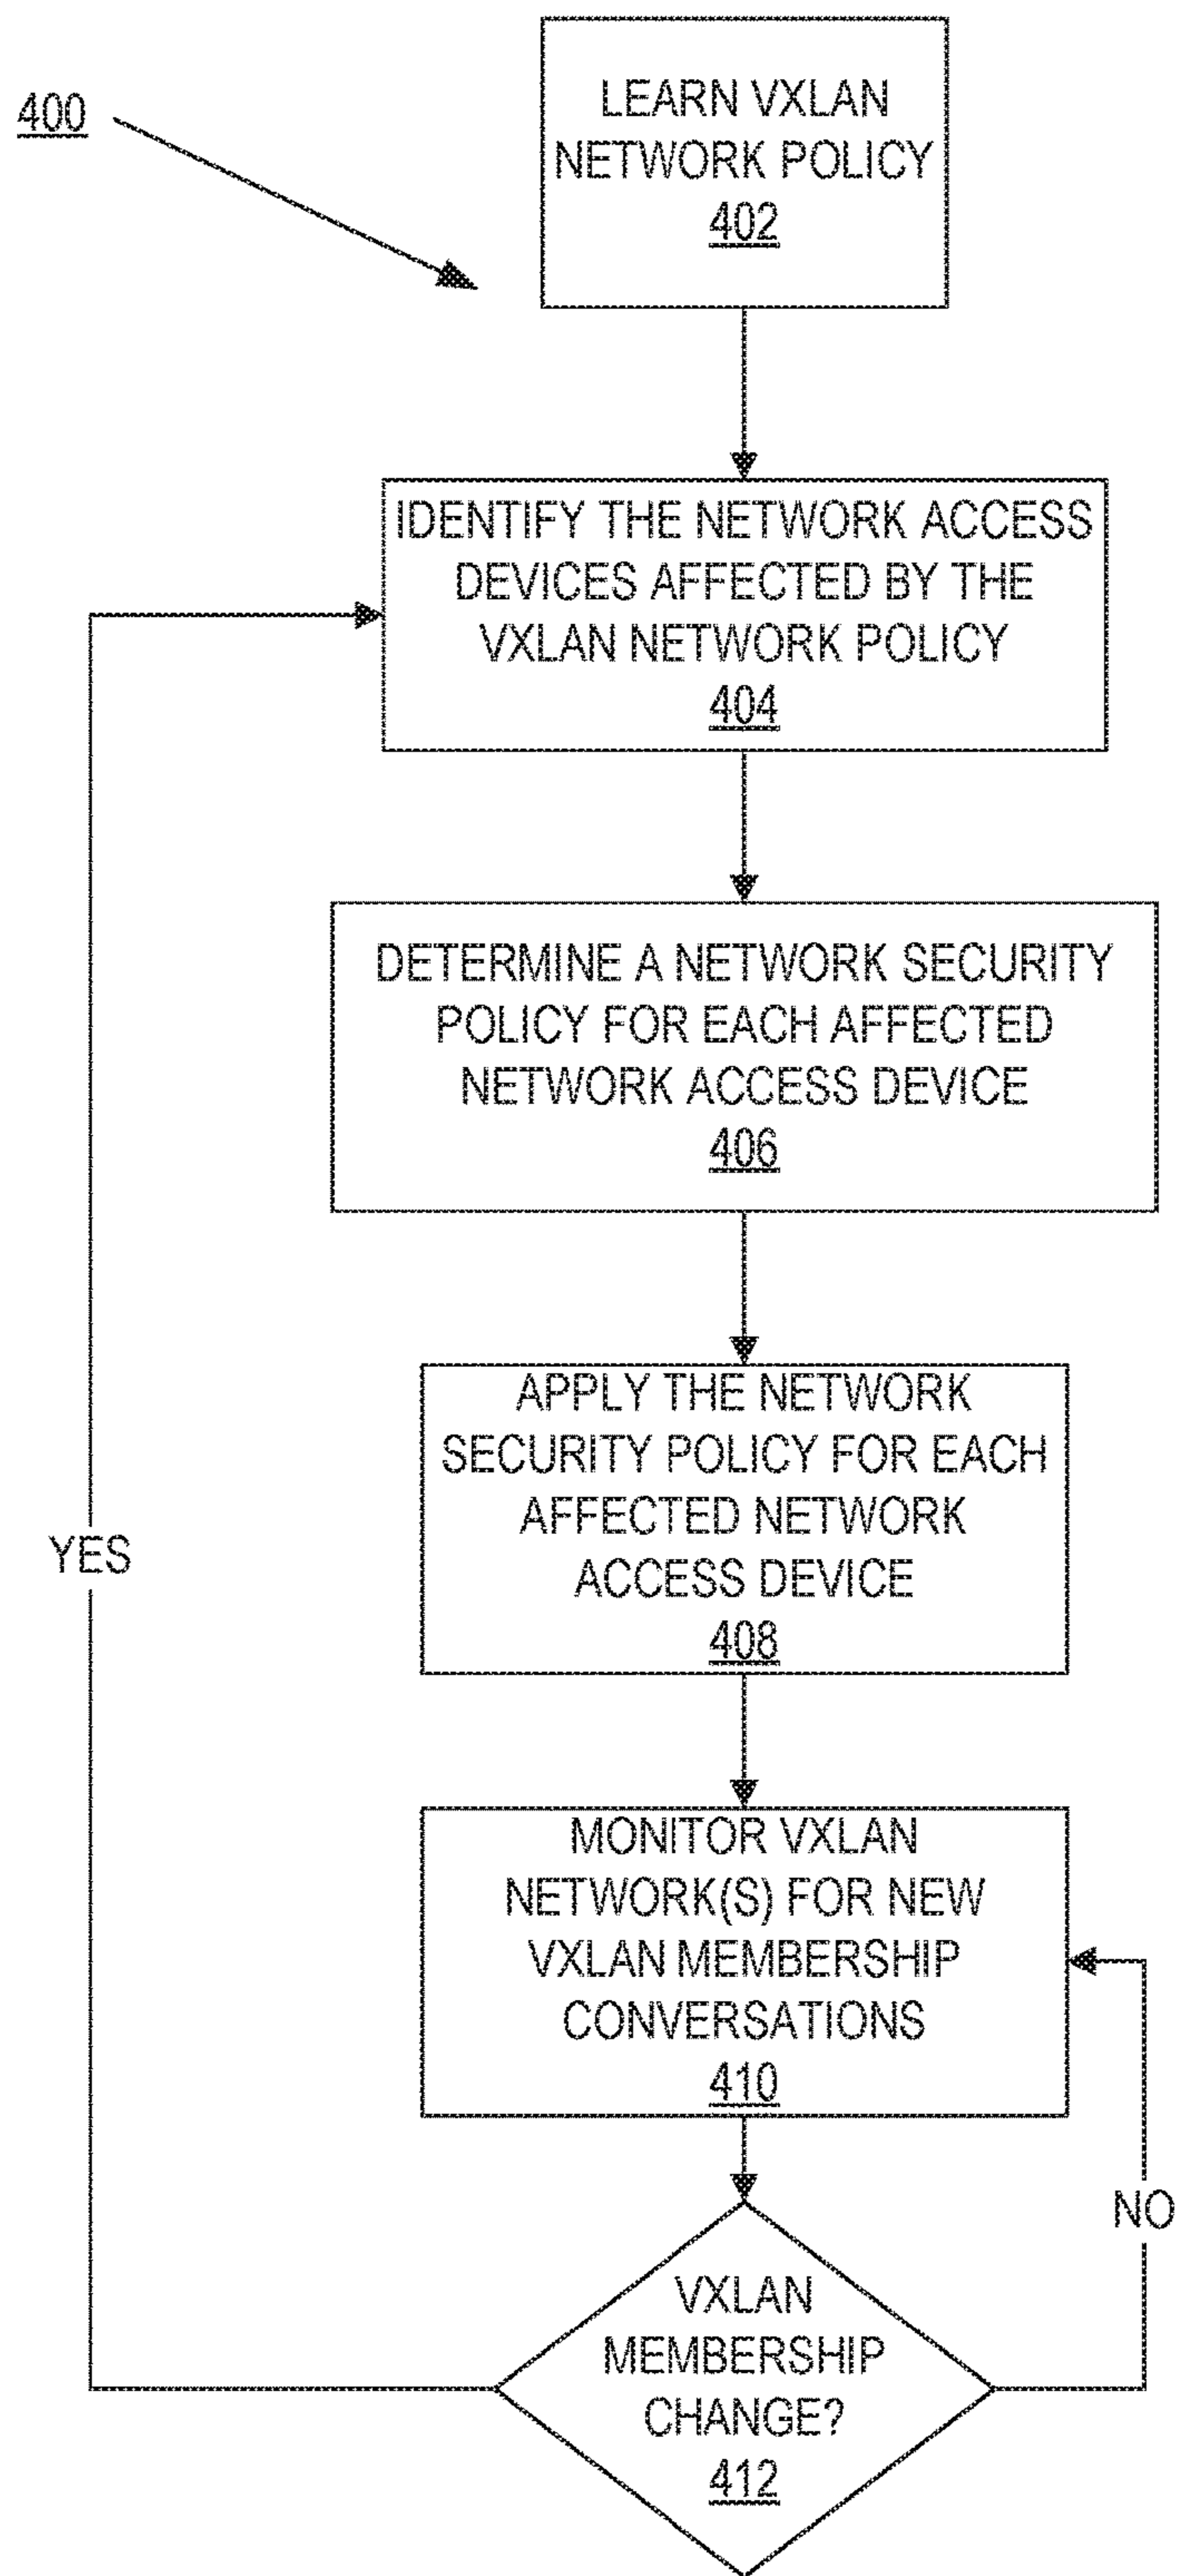 400
LEARN VXLAN
NETWORK POLICY
402
IDENTIFY THE NETWORK ACCESS
DEVICES AFFECTED BY THE
VXLAN NETWORK POLICY
404
DETERMINE A NETWORK SECURITY
POLICY FOR EACH AFFECTED
NETWORK ACCESS DEVICE
406
APPLY THE NETWORK
SECURITY POLICY FOR EACH
AFFECTED NETWORK
ACCESS DEVICE
408
YES
MONITOR VXLAN
NETWORK(S) FOR NEW
VXLAN MEMBERSHIP
CONVERSATIONS
410
NO
VXLAN
MEMBERSHIP
CHANGE?
412